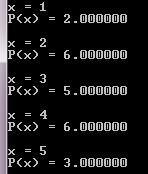 x = 1
P(x) = 2.000000
x = 2
P(x) = 6.000000
x = 3
P(x) = 5.000000
x = 4
P(x) = 6.000000
x = 5
P(x) = 3.000000